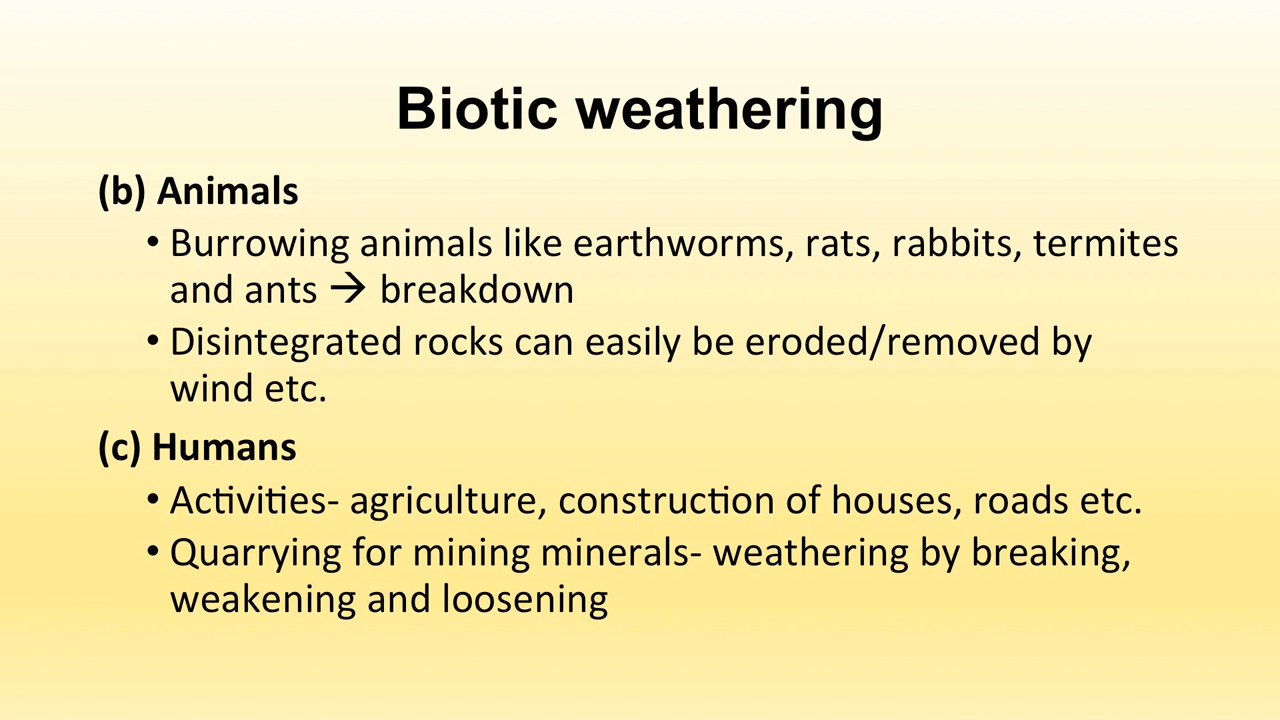 Biotic weathering
(b) Animals
• Burrowing animals like earthworms, rats, rabbits, termites
and ants → breakdown
• Disintegrated rocks can easily be eroded/removed by
wind etc.
(c) Humans
• Activities- agriculture, construction of houses, roads etc.
• Quarrying for mining minerals- weathering by breaking,
weakening and loosening